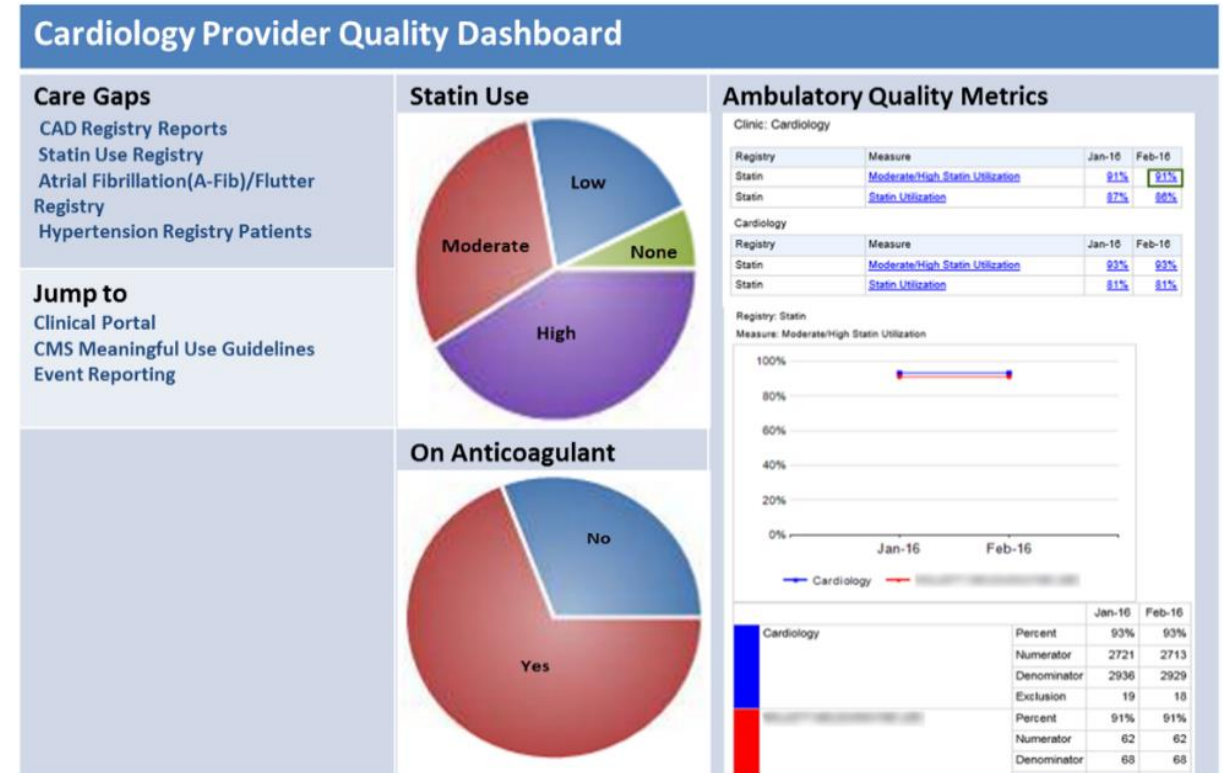 Cardiology Provider Quality Dashboard
Care Gaps
CAD Registry Reports
Statin Use Registry
Atrial Fibrillation(A-Fib)/Flutter
Registry
Hypertension Registry Patients
Jump to
Clinical Portal
CMS Meaningful Use Guidelines
Event Reporting
Statin Use
Low
Moderate
None
High
On Anticoagulant
No
Yes
Ambulatory Quality Metrics
Clinic: Cardiology
Registry Measure Jan-16 Feb-16
Statin Moderate/High Statin Utilization 91% 91%
Statin Statin Utilization 87% 86%
Cardiology
Registry Measure Jan-16 Feb-16
Statin Moderate/High Statin Utilization 93% 93%
Statin Statin Utilization 81% 81%
Registry: Statin
Measure: Moderate/High Statin Utilization
100%
80%
60%
40%
20%
0%
Jan-16 Feb-16
Cardiology
Jan-16 Feb-16
Cardiology Percent 93% 93%
Numerator 2721 2713
Denominator 2936 2929
Exclusion 19 18
Percent 91% 91%
Numerator 62 62
Denominator 68 68